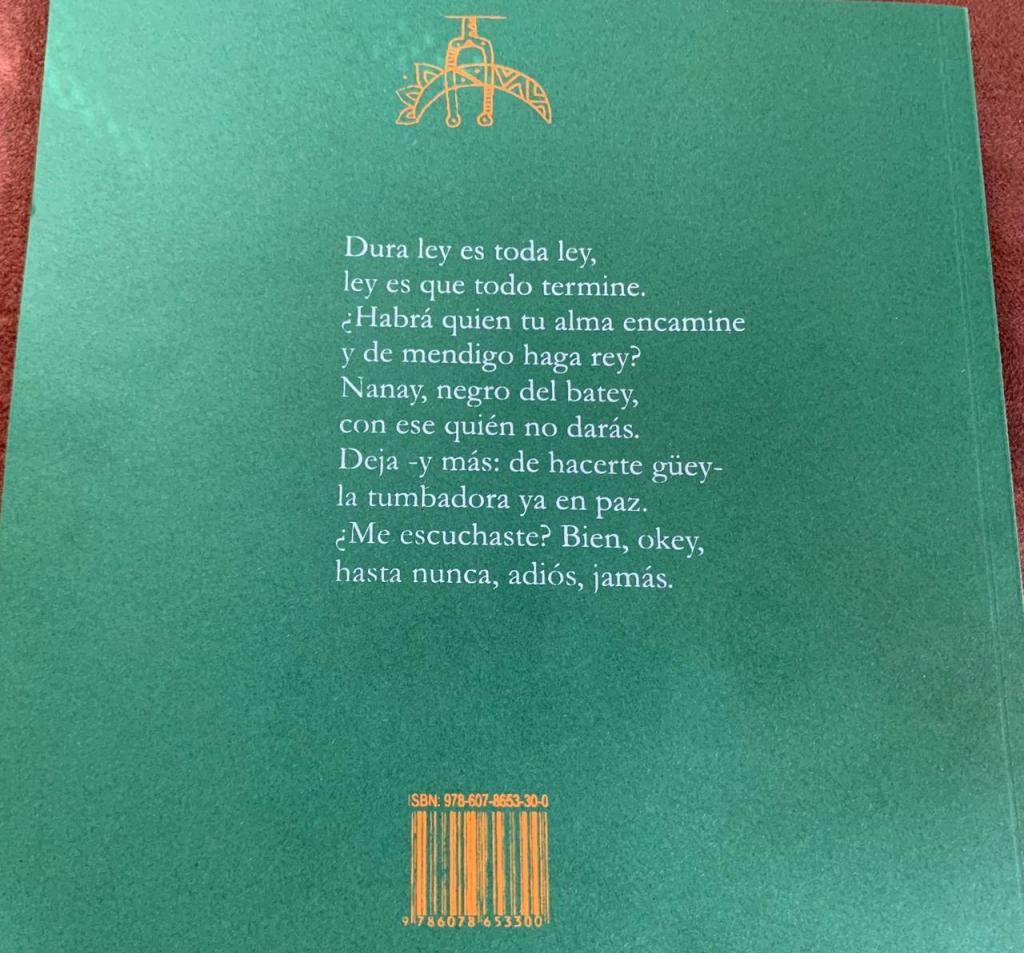 Dura ley es toda ley,
ley es que todo termine.
¿Habrá quien tu alma encamine
y de mendigo haga rey?
Nanay, negro del batey,
con ese quién no darás.
Deja -y más: de hacerte güey-
la tumbadora ya en paz.
¿Me escuchaste? Bien, okey,
hasta nunca, adiós, jamás.
ISBN: 978-607-8653-30-0
9 786078 653300